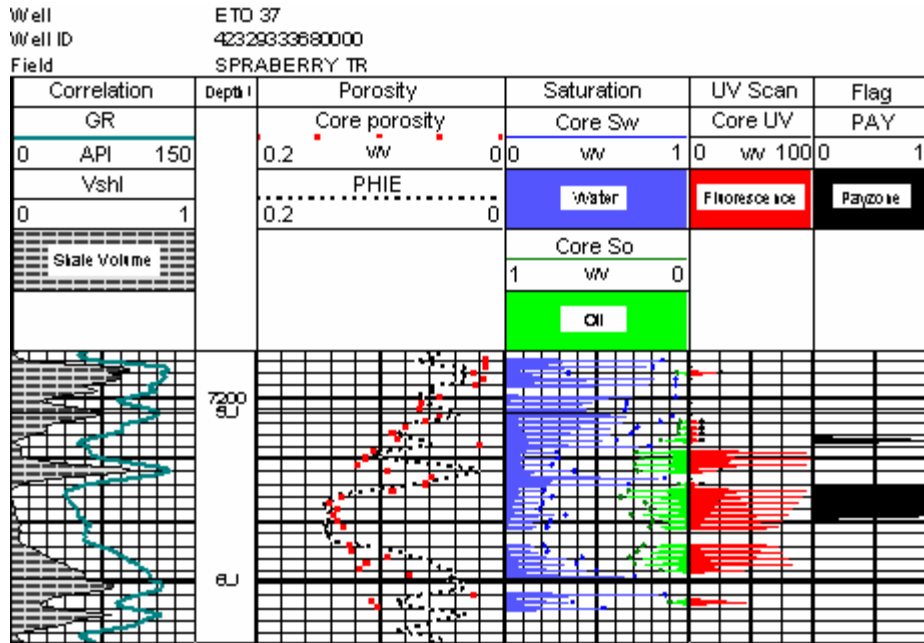 Well ETO 37
Well ID 42329333680000
Field SPRABERRY TR
Correlation Depth Porosity Saturation UV Scan Flag
GR Core porosity Core Sw Core UV PAY
0 API 150 0.2 v/v 0 0 v/v 1 0 v/v 100 0 1
Vshl PHIE Water Fluorescence Payzone
0 1 0.2 0
Shale Volume Core So
1 v/v 0
Oil
7200
5U
6U